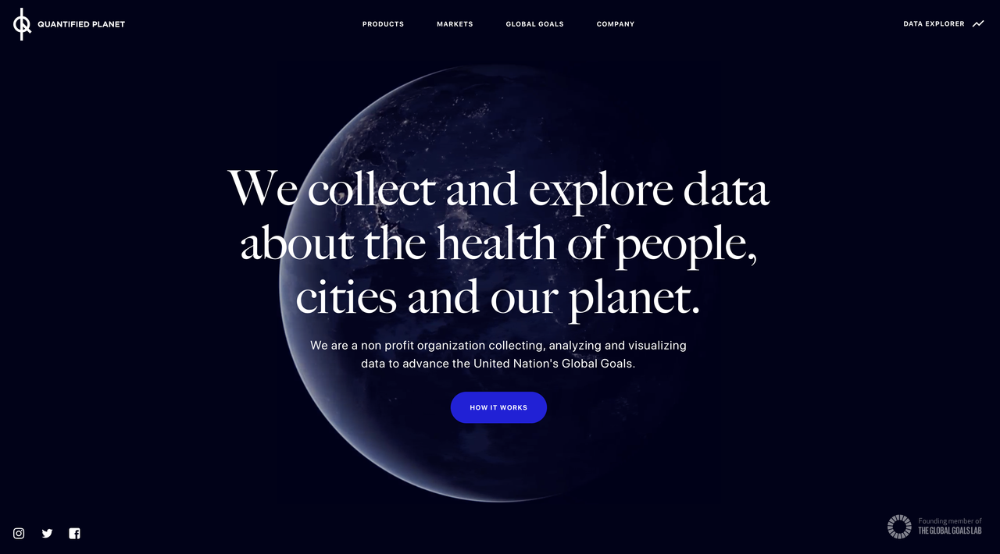 QUANTIFIED PLANET
PRODUCTS
MARKETS
GLOBAL GOALS
COMPANY
DATA EXPLORER
We collect and explore data
about the health of people,
cities and our planet.
We are a non profit organization collecting, analyzing and visualizing
data to advance the United Nation's Global Goals.
HOW IT WORKS
Founding member of
THE GLOBAL GOALS LAB